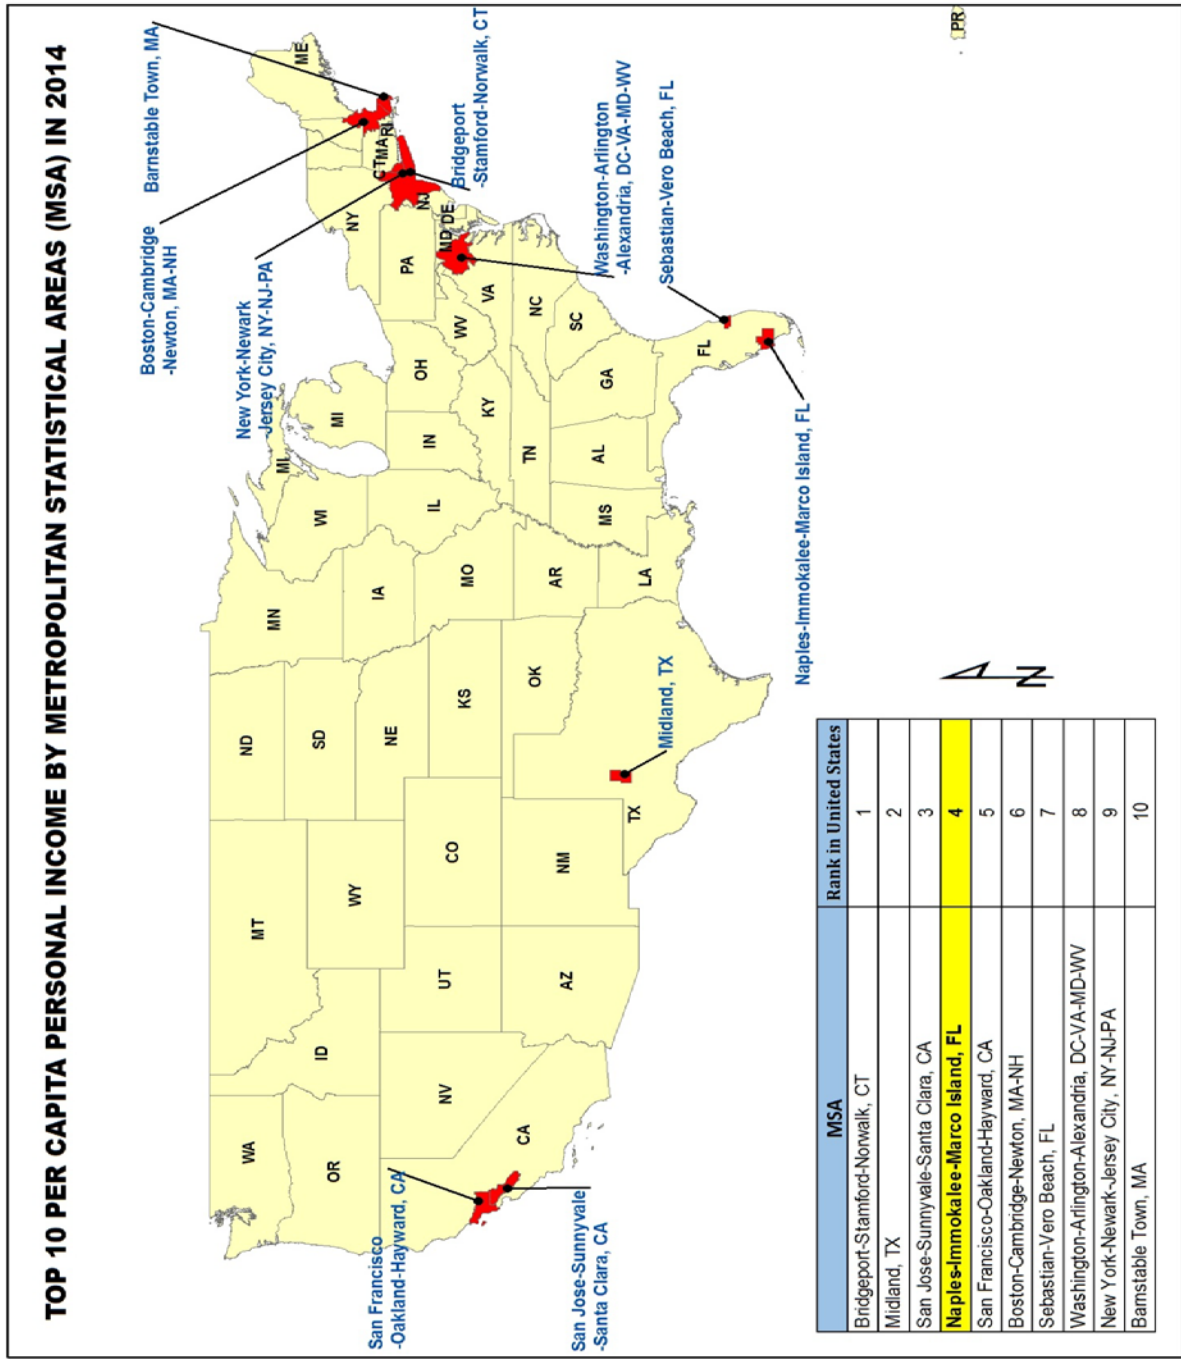 TOP 10 PER CAPITA PERSONAL INCOME BY METROPOLITAN STATISTICAL AREAS (MSA) IN 2014
Boston-Cambridge
-Newton, MA-NH
Barnstable Town, MA
New York-Newark
-Jersey City, NY-NJ-PA
Bridgeport
-Stamford-Norwalk, CT
Washington-Arlington
-Alexandria, DC-VA-MD-WV
Sebastian-Vero Beach, FL
Naples-Immokalee-Marco Island, FL
Midland, TX
San Francisco
-Oakland-Hayward, CA
San Jose-Sunnyvale
-Santa Clara, CA
WA
OR
CA
NV
ID
MT
WY
UT
AZ
CO
NM
ND
SD
NE
KS
OK
TX
MN
IA
MO
AR
LA
WI
IL
MI
MI
IN
OH
KY
TN
MS
AL
GA
FL
SC
NC
VA
WV
PA
NY
MD
DE
NJ
CT
MA
RI
ME
PR
N
MSA Rank in United States
Bridgeport-Stamford-Norwalk, CT 1
Midland, TX 2
San Jose-Sunnyvale-Santa Clara, CA 3
Naples-Immokalee-Marco Island, FL 4
San Francisco-Oakland-Hayward, CA 5
Boston-Cambridge-Newton, MA-NH 6
Sebastian-Vero Beach, FL 7
Washington-Arlington-Alexandria, DC-VA-MD-WV 8
New York-Newark-Jersey City, NY-NJ-PA 9
Barnstable Town, MA 10